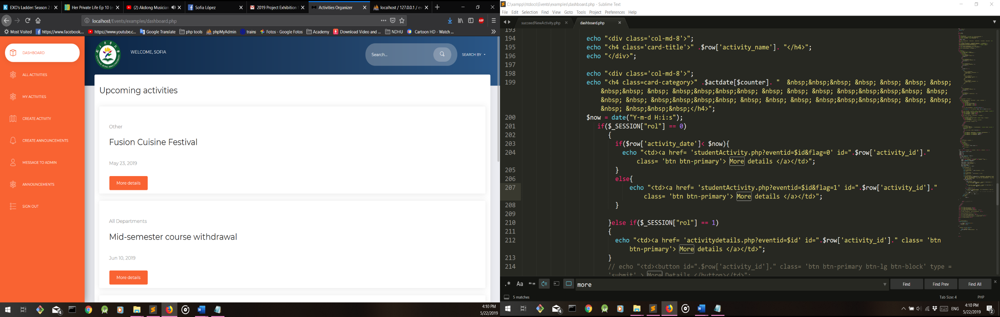 EXO's Ladder: Season 2
Her Private Life Ep 10 (e
(2) Akdong Musician
Sofia López
2019 Project Exhibition
Activities Organizer
localhost / 127.0.0.1 / ev
localhost/Events/examples/dashboard.php
Most Visited
https://www.facebook....
https://www.youtube.c...
Google Translate
php tools
phpMyAdmin
trains
Fotos - Google Fotos
Academy
Download Video and ...
NDHU
Cartoon HD - Watch ...
DASHBOARD
ALL ACTIVITIES
MY ACTIVITIES
CREATE ACTIVITY
CREATE ANNOUNCEMENTS
MESSAGE TO ADMIN
ANNOUNCEMENTS
SIGN OUT
NATIONAL DONG HWA UNIVERSITY
WELCOME, SOFIA
Search...
SEARCH BY
Upcoming activities
Other
Fusion Cuisine Festival
May 23, 2019
More details
All Departments
Mid-semester course withdrawal
Jun 10, 2019
More details
4:10 PM
5/22/2019
C:\xampp\htdocs\Events\examples\dashboard.php - Sublime Text
File Edit Selection Find View Goto Tools Project Preferences Help
succeedNewActivity.php
dashboard.php
193
194 echo "<div class='col-md-8'>";
195 echo "<h4 class='card-title'>" .$row['activity_name']. "</h4>";
196 echo "</div>";
197
198 echo "<div class='col-md-8'>";
199 echo "<h4 class=card-category>" .$actdate[$counter]. "  &nbsp;&nbsp;&nbsp; &nbsp; &nbsp; &nbsp; &nbsp;
&nbsp;&nbsp; &nbsp; &nbsp;&nbsp;&nbsp;&nbsp; &nbsp; &nbsp; &nbsp; &nbsp;&nbsp;&nbsp;&nbsp; &nbsp;
&nbsp; &nbsp; &nbsp;&nbsp;&nbsp;&nbsp; &nbsp; &nbsp; &nbsp; &nbsp;&nbsp;&nbsp;&nbsp; &nbsp; &nbsp;
&nbsp; &nbsp;&nbsp;&nbsp;</h4>";
200 $now = date("Y-m-d H:i:s");
201 if($_SESSION["rol"] == 0)
202 {
203 if($row['activity_date']< $now){
204 echo "<td><a href= 'studentActivity.php?eventid=$id&flag=0' id=".$row['activity_id']."
class= 'btn btn-primary'> More details </a></td>";
205 }
206 else{
207 echo "<td><a href= 'studentActivity.php?eventid=$id&flag=1' id=".$row['activity_id']."
class= 'btn btn-primary'> More details </a></td>";
208 }
209
210 }else if($_SESSION["rol"] == 1)
211 {
212 echo "<td><a href= 'activitydetails.php?eventid=$id' id=".$row['activity_id']." class= 'btn
btn-primary'> More details </a></td>";
213 }
214 // echo "<td><button id=".$row['activity_id']." class= 'btn btn-primary btn-lg btn-block' type =
'submit' > More Details </button></td>";
.* Aa more Find Find Prev Find All
5 matches
Tab Size: 4 PHP
ENG
4:10 PM
5/22/2019